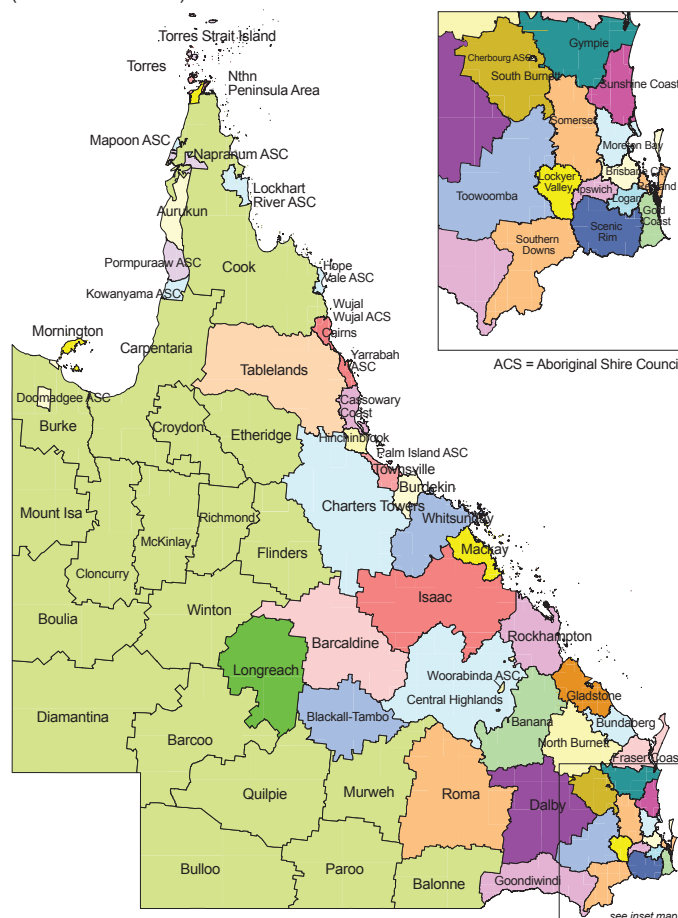 Torres Strait Island
Torres
Nthn
Peninsula Area
Mapoon ASC
Napranum ASC
Lockhart
River ASC
Aurukun
Pormpuraaw ASC
Cook
Hope
Vale ASC
Kowanyama ASC
Wujal
Wujal ACS
Mornington
Cairns
Carpentaria
Yarrabah
ASC
Tablelands
Doomadgee ASC
Cassowary
Coast
Burke
Croydon
Etheridge
Hinchinbrook
Palm Island ASC
Townsville
Burdekin
Mount Isa
Charters Towers
Richmond
Whitsunday
McKinlay
Flinders
Mackay
Cloncurry
Isaac
Winton
Boulia
Barcaldine
Rockhampton
Longreach
Woorabinda ASC
Central Highlands
Gladstone
Diamantina
Blackall-Tambo
Banana
Bundaberg
Barcoo
North Burnett
Fraser Coast
Quilpie
Murweh
Roma
Dalby
Bulloo
Paroo
Balonne
Goondiwindi
see inset map
Gympie
Cherbourg ASC
South Burnett
Sunshine Coast
Somerset
Moreton Bay
Brisbane City
Lockyer
Valley
Ipswich
Redland
Logan
Toowoomba
Gold
Coast
Scenic
Rim
Southern
Downs
ACS = Aboriginal Shire Council